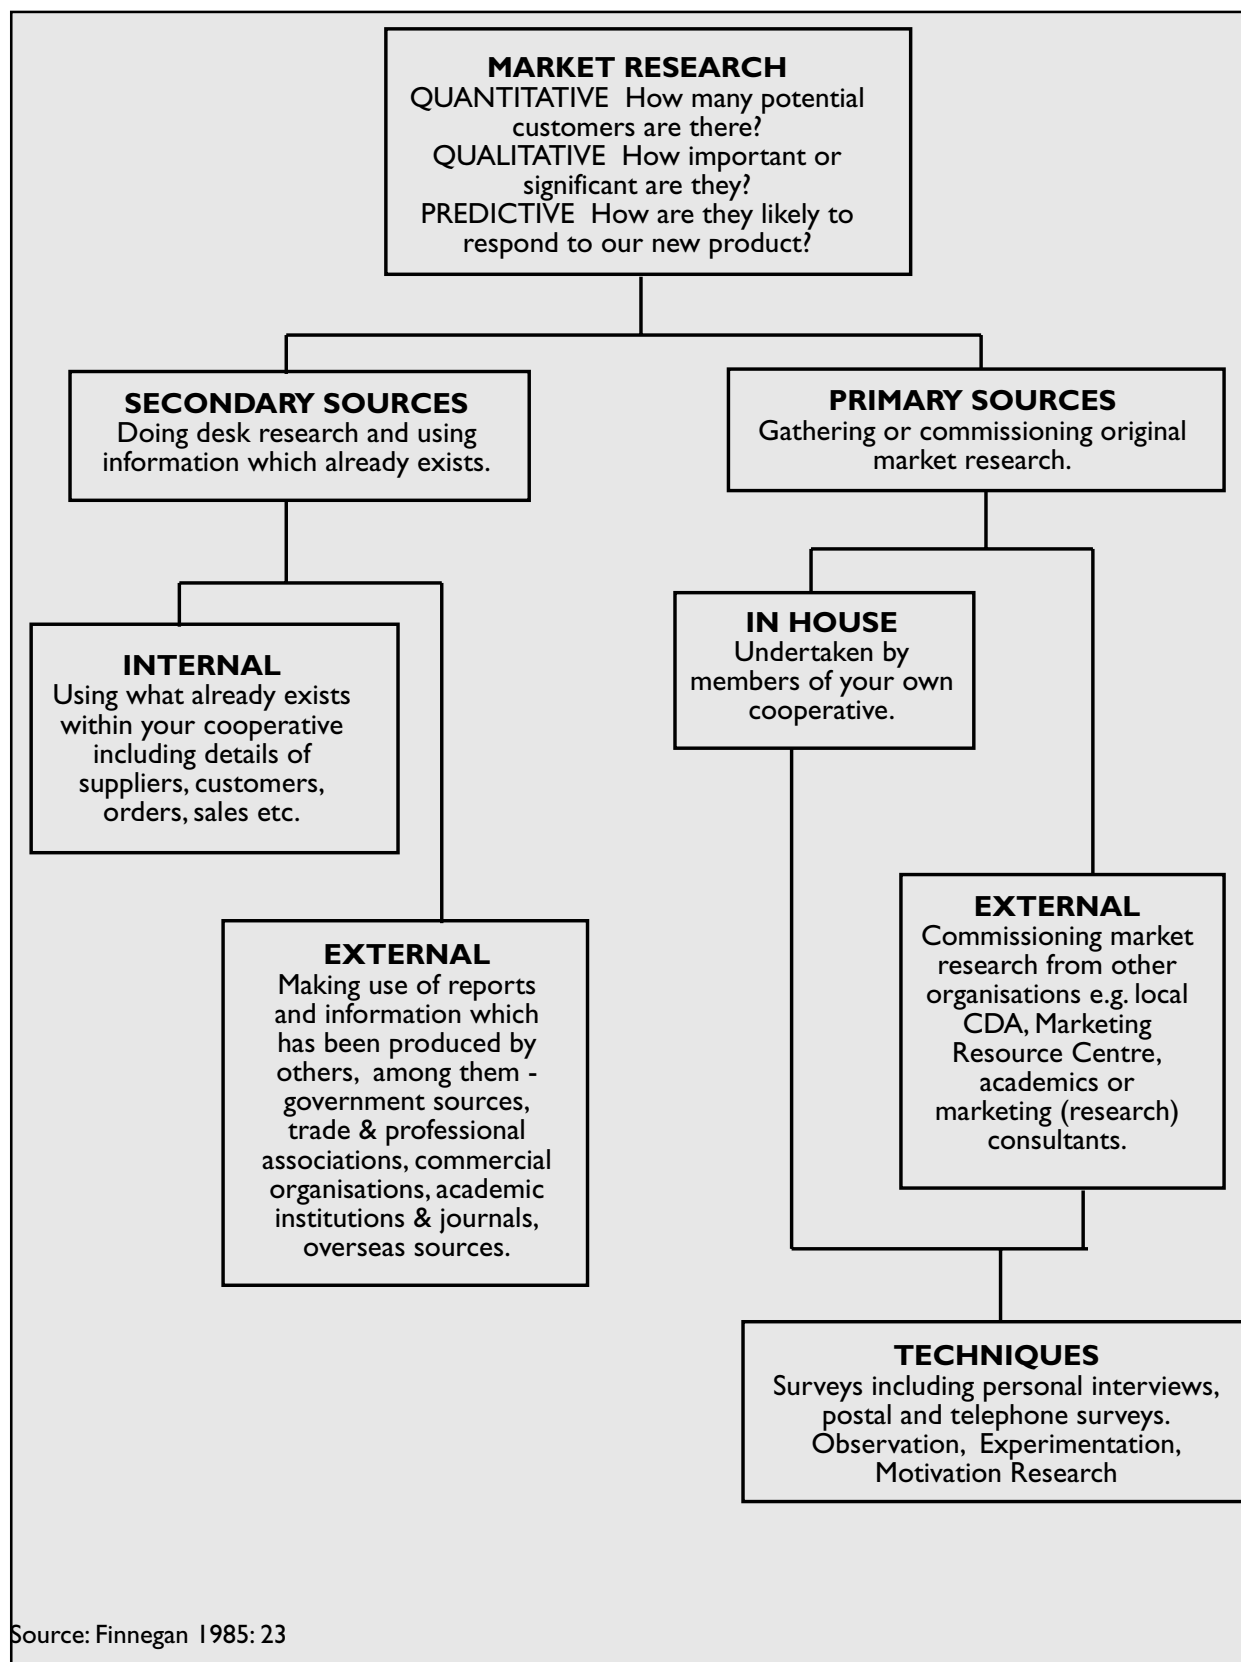 MARKET RESEARCH
QUANTITATIVE How many potential
customers are there?
QUALITATIVE How important or
significant are they?
PREDICTIVE How are they likely to
respond to our new product?
SECONDARY SOURCES
Doing desk research and using
information which already exists.
PRIMARY SOURCES
Gathering or commissioning original
market research.
INTERNAL
Using what already exists
within your cooperative
including details of
suppliers, customers,
orders, sales etc.
EXTERNAL
Making use of reports
and information which
has been produced by
others, among them -
government sources,
trade & professional
associations, commercial
organisations, academic
institutions & journals,
overseas sources.
IN HOUSE
Undertaken by
members of your own
cooperative.
EXTERNAL
Commissioning market
research from other
organisations e.g. local
CDA, Marketing
Resource Centre,
academics or
marketing (research)
consultants.
TECHNIQUES
Surveys including personal interviews,
postal and telephone surveys.
Observation, Experimentation,
Motivation Research
Source: Finnegan 1985: 23